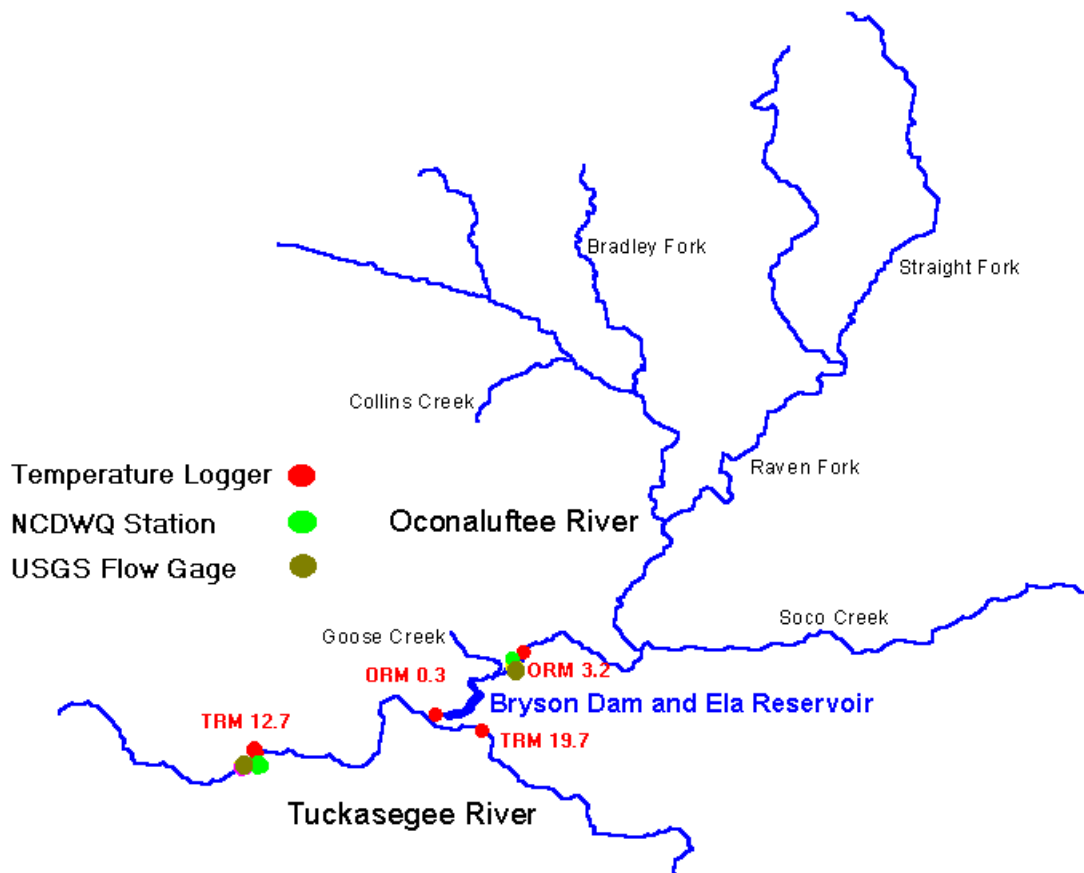 Bradley Fork
Straight Fork
Collins Creek
Raven Fork
Temperature Logger
NCDWQ Station
USGS Flow Gage
Oconaluftee River
Soco Creek
Goose Creek
ORM 0.3
ORM 3.2
Bryson Dam and Ela Reservoir
TRM 12.7
TRM 19.7
Tuckasegee River